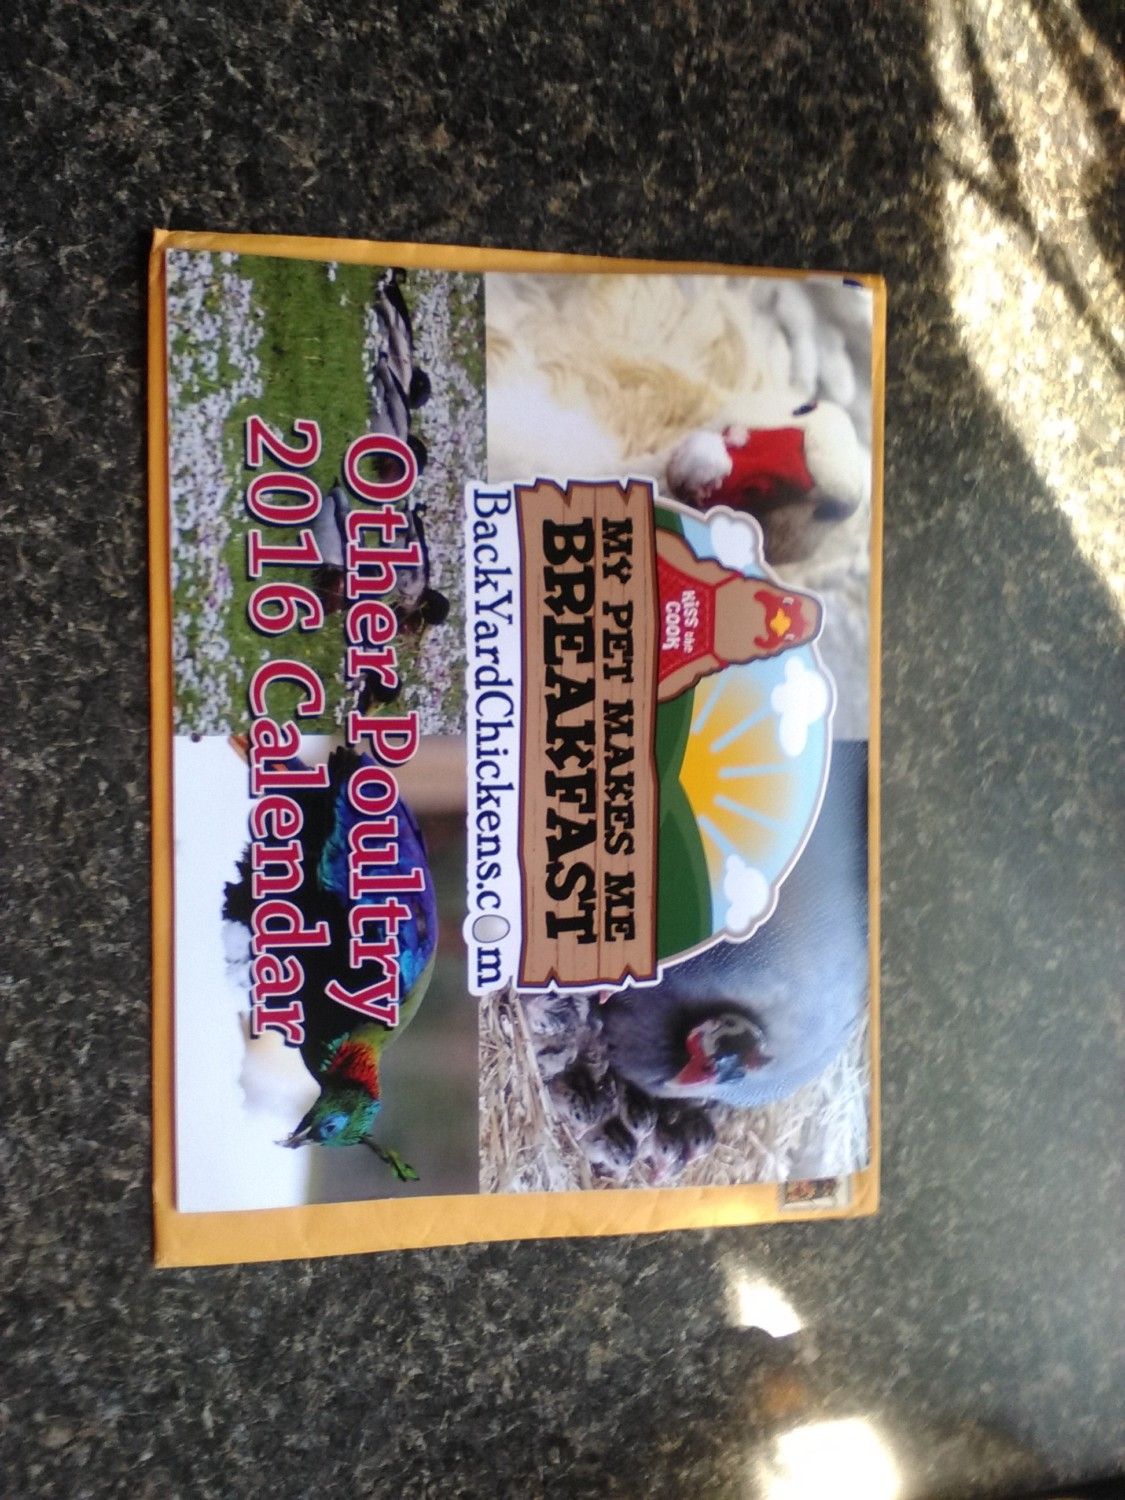 KiSS the
COOK
MY PET MAKES ME
BREAKFAST
BackYardChickens.com
Other Poultry
2016 Calendar